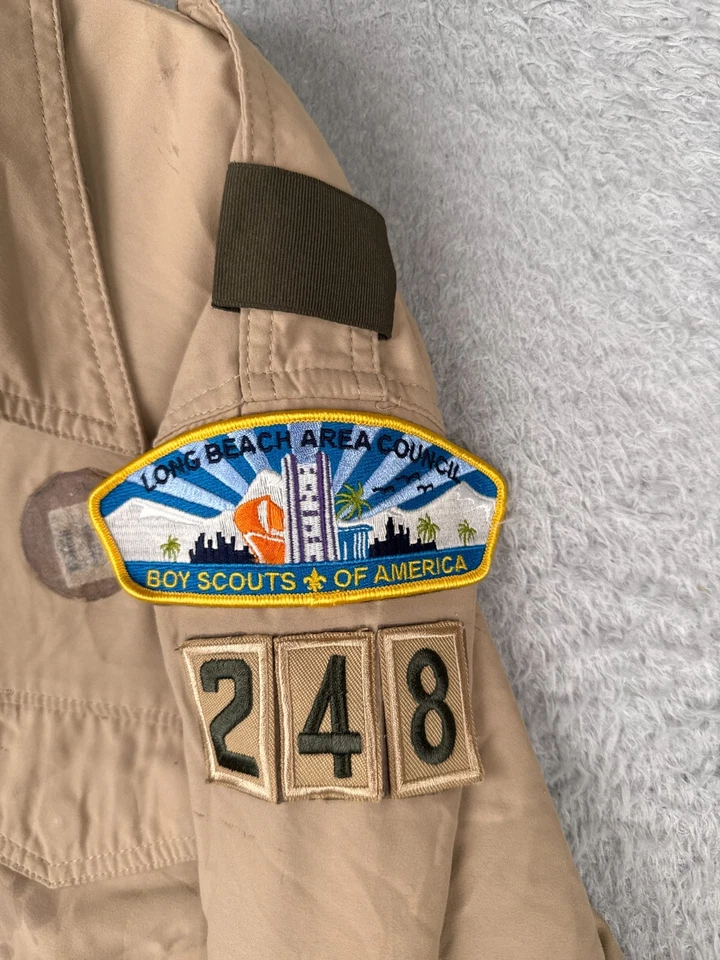 LONG BEACH AREA COUNCIL
BOY SCOUTS OF AMERICA
248